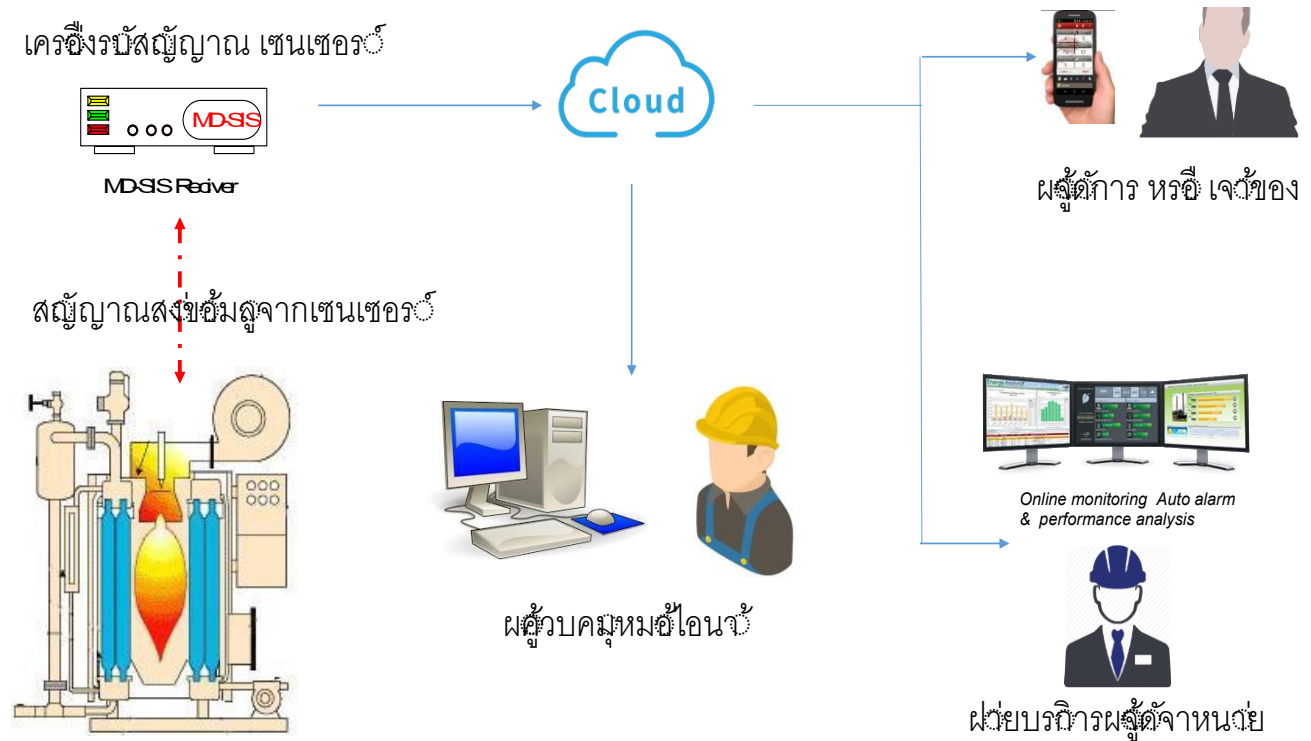 เครื่องรับสัญญาณ เซนเซอร์
MD-SIS
MD-SIS Reciver
Cloud
ผู้จัดการ หรือ เจ้าของ
สัญญาณส่งข้อมูลจากเซนเซอร์
Online monitoring Auto alarm
& performance analysis
ผู้ควบคุมหม้อไอน้ำ
ฝ่ายบริการผู้จัดจำหน่าย